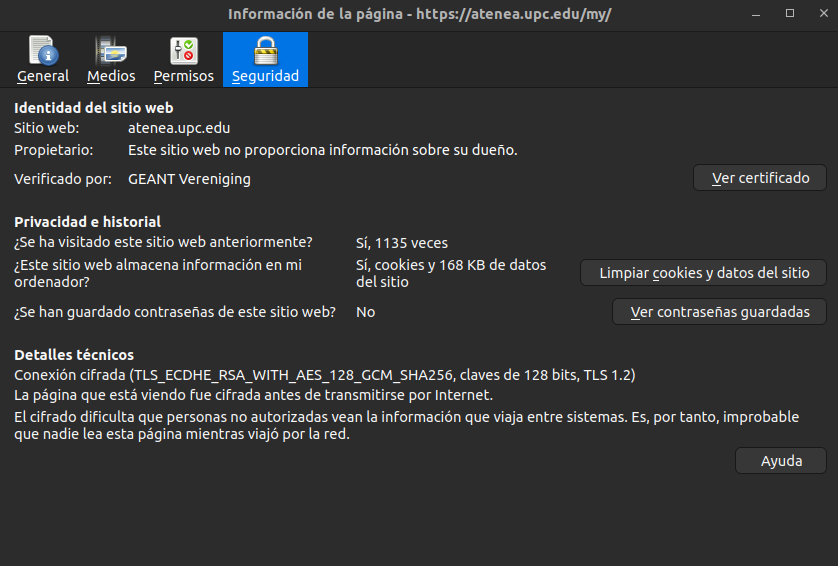 Información de la página - https://atenea.upc.edu/my/
General Medios Permisos Seguridad
Identidad del sitio web
Sitio web: atenea.upc.edu
Propietario: Este sitio web no proporciona información sobre su dueño.
Verificado por: GEANT Vereniging Ver certificado
Privacidad e historial
¿Se ha visitado este sitio web anteriormente? Sí, 1135 veces
¿Este sitio web almacena información en mi
ordenador?
Sí, cookies y 168 KB de datos
del sitio
Limpiar cookies y datos del sitio
¿Se han guardado contraseñas de este sitio web? No Ver contraseñas guardadas
Detalles técnicos
Conexión cifrada (TLS_ECDHE_RSA_WITH_AES_128_GCM_SHA256, claves de 128 bits, TLS 1.2)
La página que está viendo fue cifrada antes de transmitirse por Internet.
El cifrado dificulta que personas no autorizadas vean la información que viaja entre sistemas. Es, por tanto, improbable
que nadie lea esta página mientras viajó por la red.
Ayuda